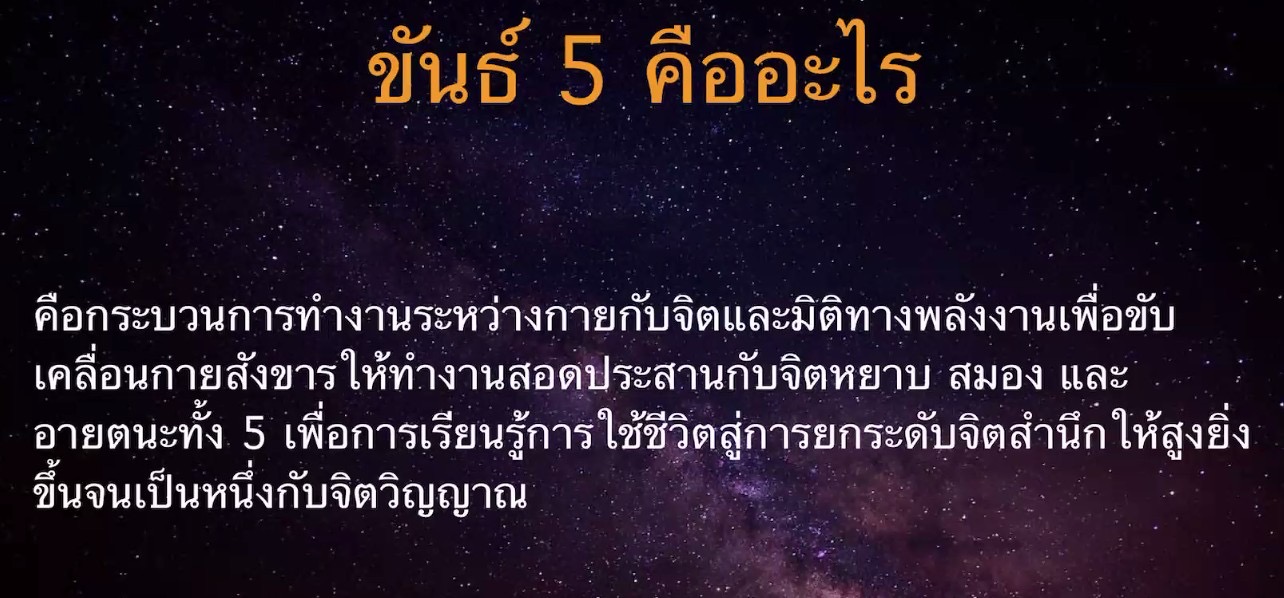 ขันธ์ 5 คืออะไร
คือกระบวนการทำงานระหว่างกายกับจิตและมิติทางพลังงานเพื่อขับ
เคลื่อนกายสังขารให้ทำงานสอดประสานกับจิตหยาบ สมอง และ
อายตนะทั้ง 5 เพื่อการเรียนรู้การใช้ชีวิตสู่การยกระดับจิตสำนึกให้สูงยิ่ง
ขึ้นจนเป็นหนึ่งกับจิตวิญญาณ